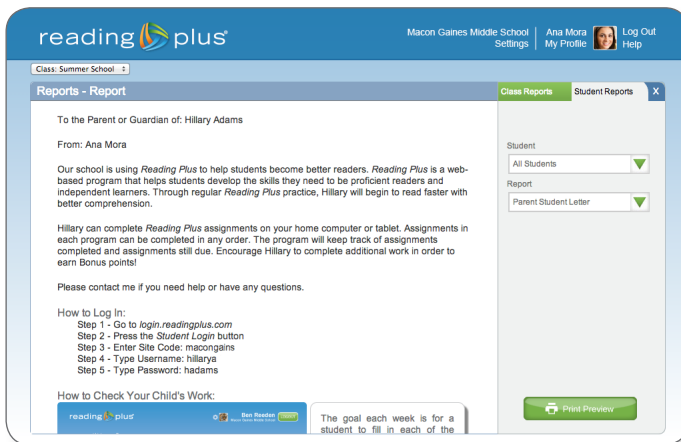 reading plus®
Macon Gaines Middle School
Settings
Ana Mora
My Profile
Log Out
Help
Class: Summer School
Reports - Report
Class Reports
Student Reports
X
To the Parent or Guardian of: Hillary Adams
From: Ana Mora
Our school is using Reading Plus to help students become better readers. Reading Plus is a web-
based program that helps students develop the skills they need to be proficient readers and
independent learners. Through regular Reading Plus practice, Hillary will begin to read faster with
better comprehension.
Hillary can complete Reading Plus assignments on your home computer or tablet. Assignments in
each program can be completed in any order. The program will keep track of assignments
completed and assignments still due. Encourage Hillary to complete additional work in order to
earn Bonus points!
Please contact me if you need help or have any questions.
How to Log In:
Step 1 - Go to login.readingplus.com
Step 2 - Press the Student Login button
Step 3 - Enter Site Code: macongains
Step 4 - Type Username: hillarya
Step 5 - Type Password: hadams
How to Check Your Child's Work:
reading plus
Ben Reeden
Macon Gaines Middle School
The goal each week is for a
student to fill in each of the
Student
All Students
Report
Parent Student Letter
Print Preview